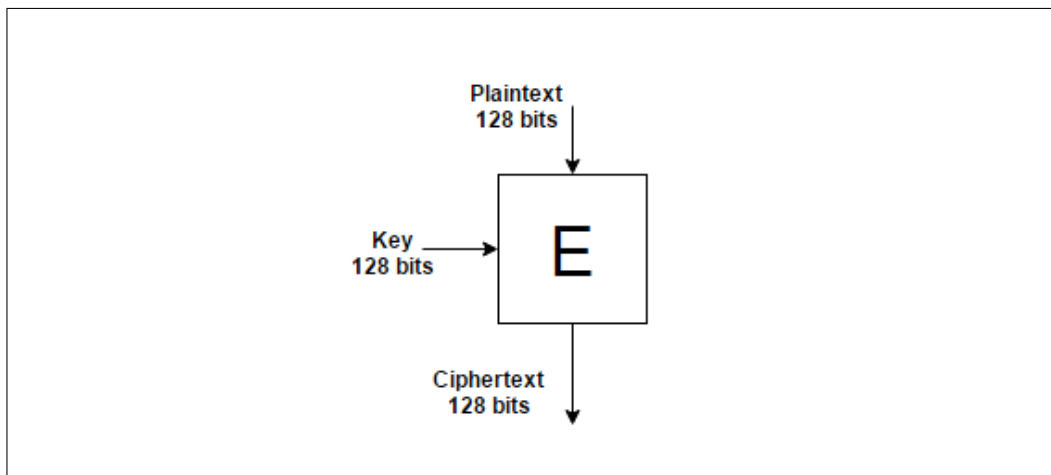 Plaintext
128 bits
Key
128 bits
E
Ciphertext
128 bits